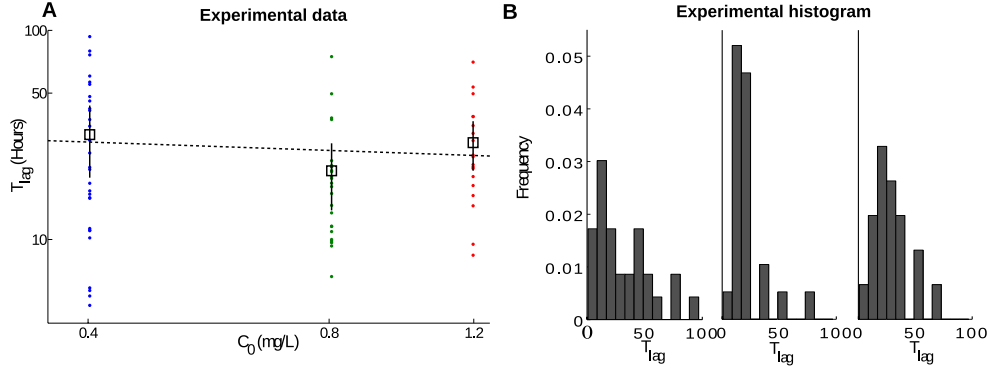 A
Experimental data
100
50
10
T_lag (Hours)
0.4
0.8
1.2
C_0 (mg/L)
B
Experimental histogram
Frequency
0.05
0.04
0.03
0.02
0.01
0
0 50 100 50 100 50 100
T_lag T_lag T_lag